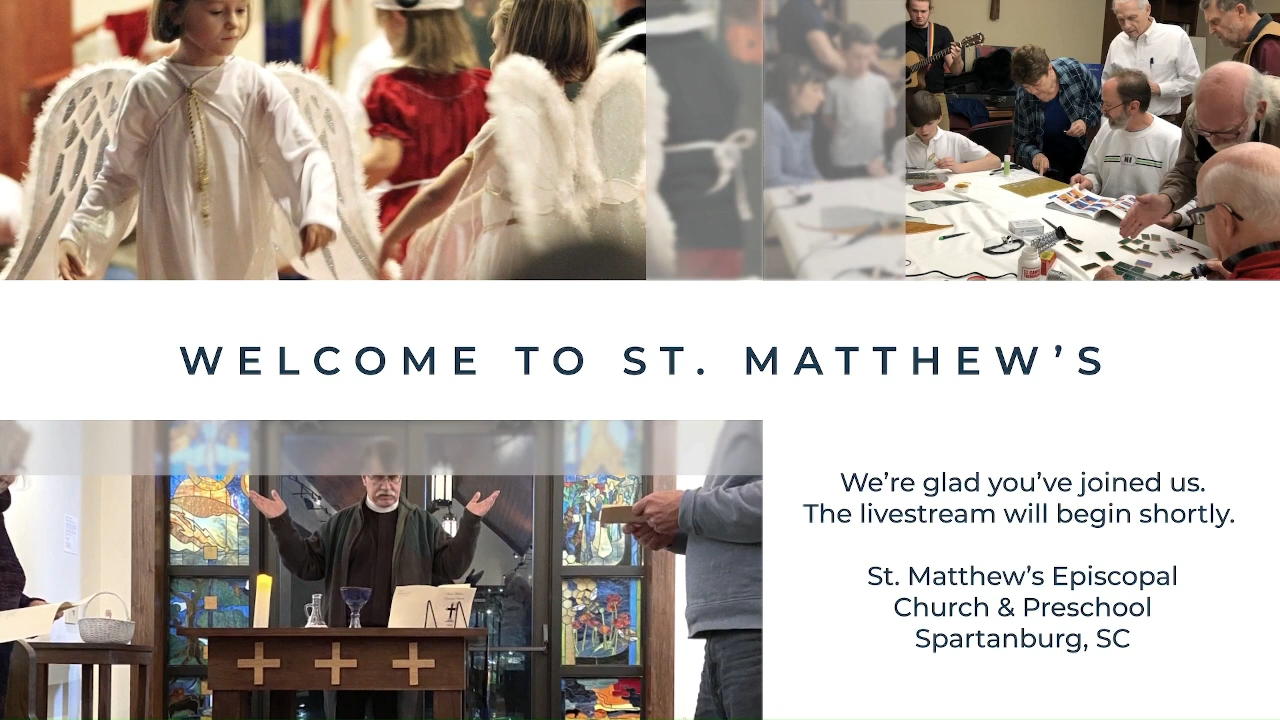 WELCOME TO ST. MATTHEW’S
We’re glad you’ve joined us.
The livestream will begin shortly.
St. Matthew’s Episcopal
Church & Preschool
Spartanburg, SC